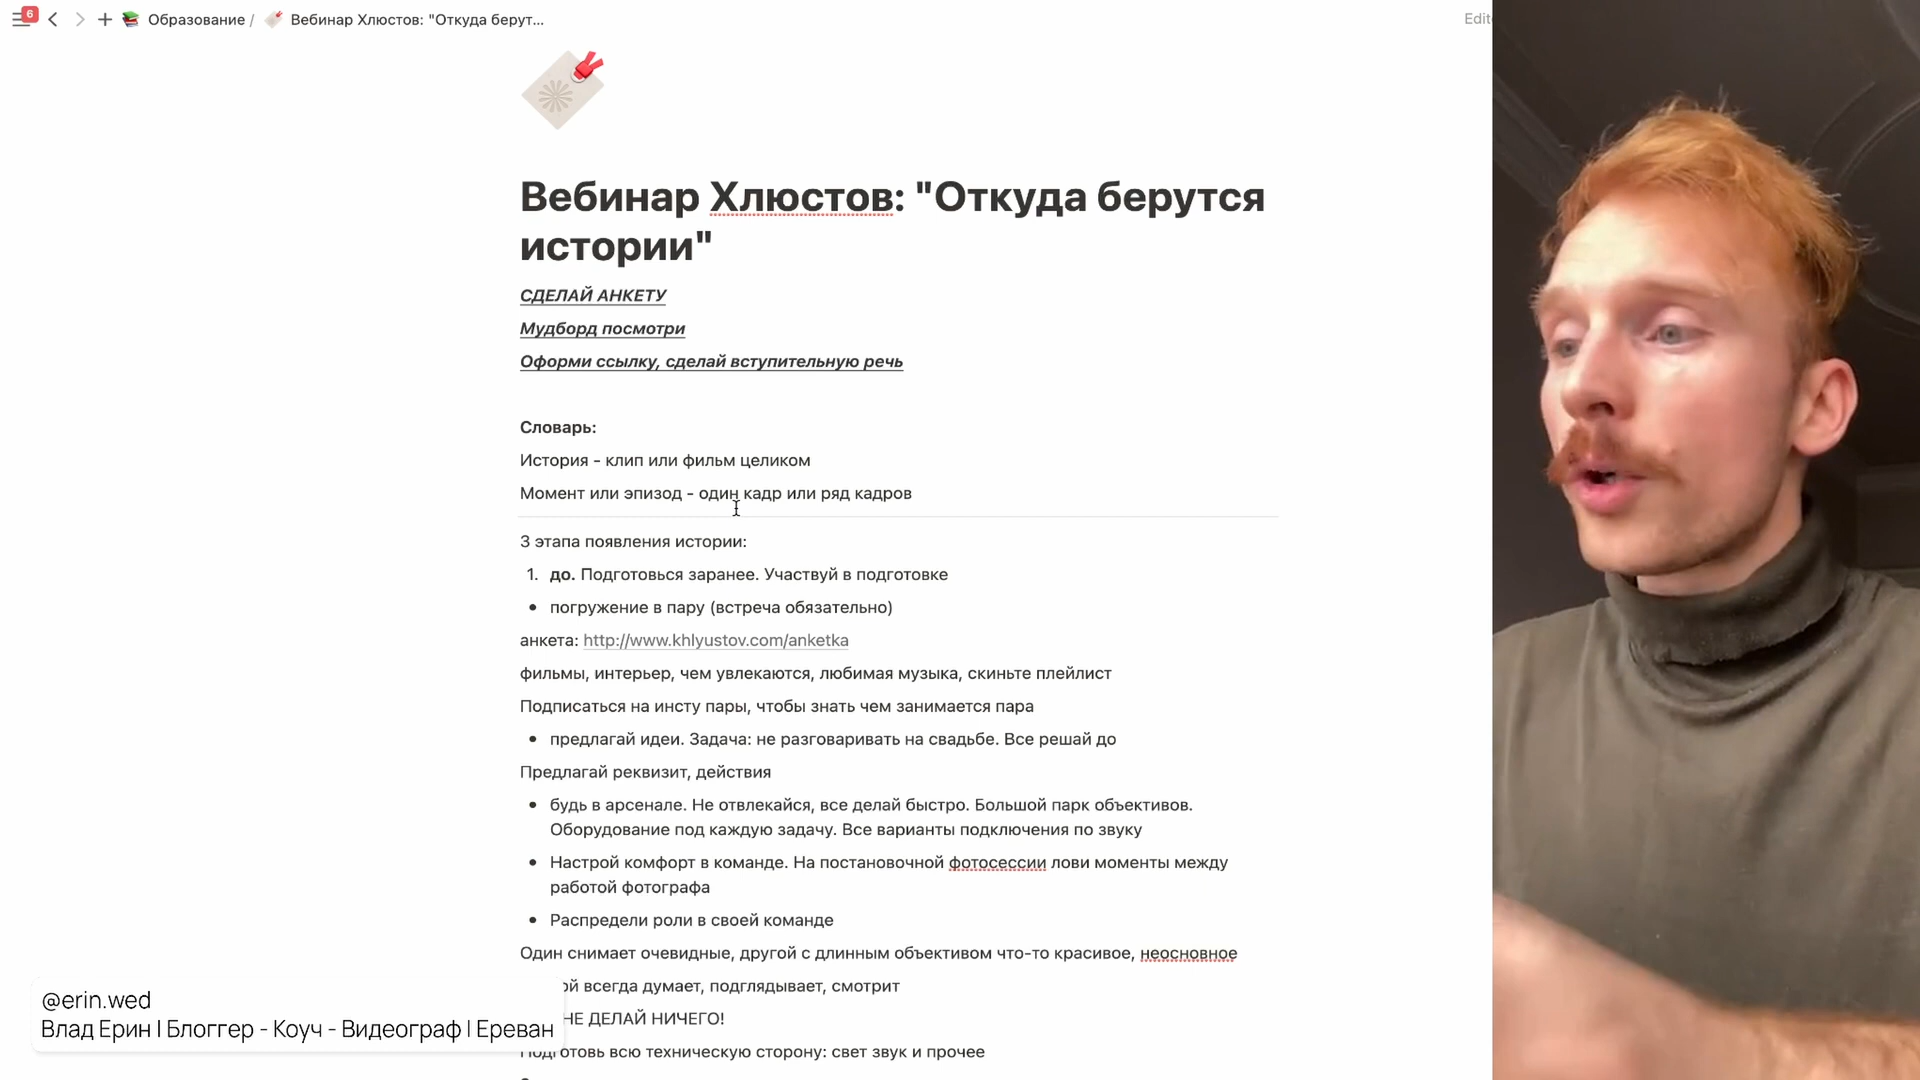 6
Образование / Вебинар Хлюстов: "Откуда берут...
Вебинар Хлюстов: "Откуда берутся
истории"
СДЕЛАЙ АНКЕТУ
Мудборд посмотри
Оформи ссылку, сделай вступительную речь
Словарь:
История - клип или фильм целиком
Момент или эпизод - один кадр или ряд кадров
3 этапа появления истории:
1. до. Подготовься заранее. Участвуй в подготовке
• погружение в пару (встреча обязательно)
анкета: http://www.khlyustov.com/anketka
фильмы, интерьер, чем увлекаются, любимая музыка, скиньте плейлист
Подписаться на инсту пары, чтобы знать чем занимается пара
• предлагай идеи. Задача: не разговаривать на свадьбе. Все решай до
Предлагай реквизит, действия
• будь в арсенале. Не отвлекайся, все делай быстро. Большой парк объективов.
Оборудование под каждую задачу. Все варианты подключения по звуку
• Настрой комфорт в команде. На постановочной фотосессии лови моменты между
работой фотографа
• Распредели роли в своей команде
Один снимает очевидные, другой с длинным объективом что-то красивое, неосновное
всегда думает, подглядывает, смотрит
НЕ ДЕЛАЙ НИЧЕГО!
Подготовь всю техническую сторону: свет звук и прочее
@erin.wed
Влад Ерин | Блоггер - Коуч - Видеограф | Ереван